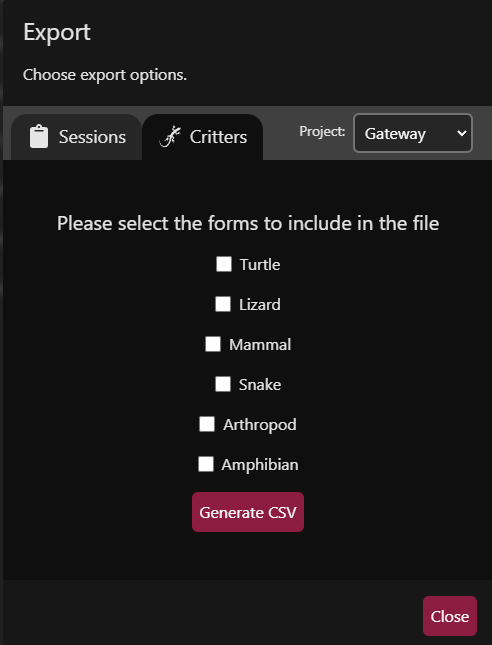 Export
Choose export options.
Sessions
Critters
Project:
Gateway
Please select the forms to include in the file
Turtle
Lizard
Mammal
Snake
Arthropod
Amphibian
Generate CSV
Close